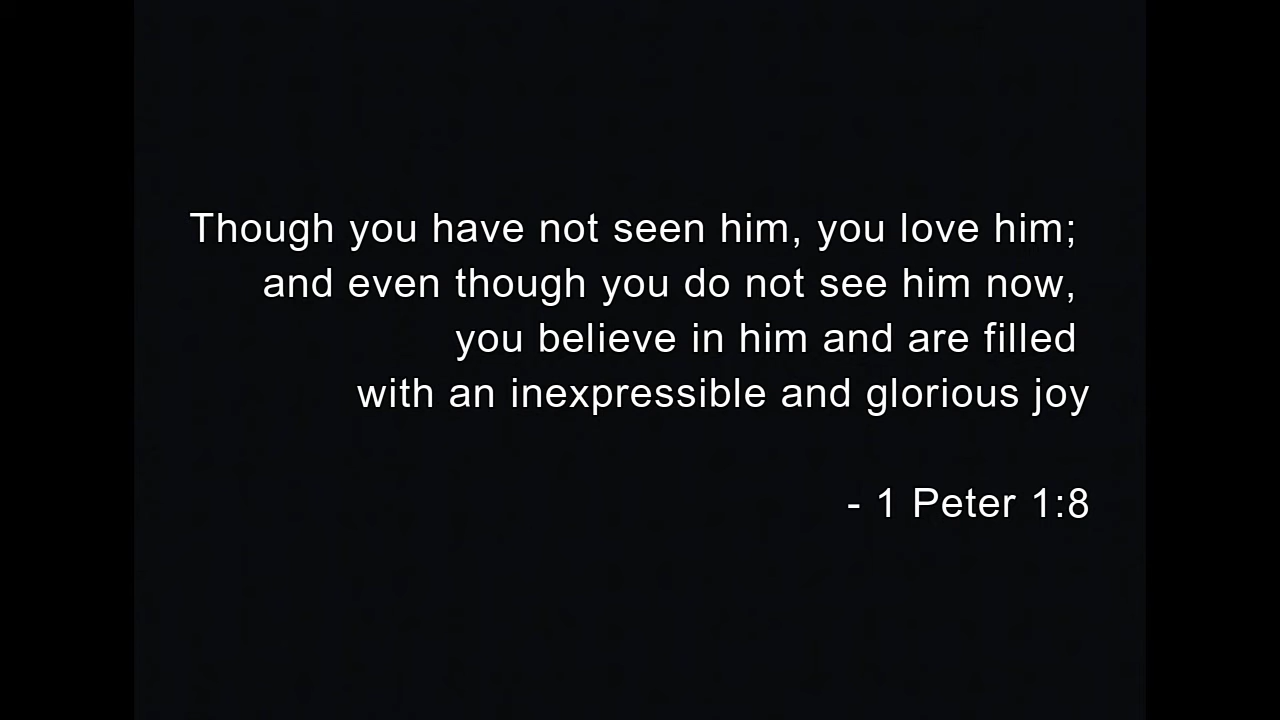 Though you have not seen him, you love him;
and even though you do not see him now,
you believe in him and are filled
with an inexpressible and glorious joy
- 1 Peter 1:8